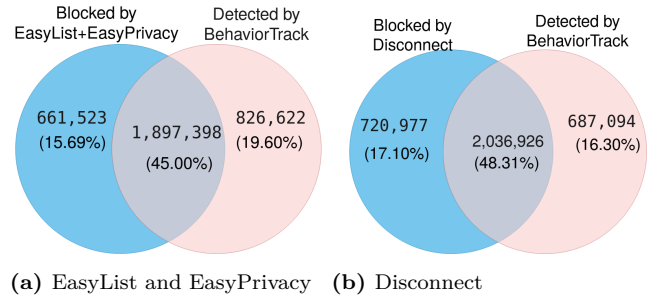 Blocked by
EasyList+EasyPrivacy
Detected by
BehaviorTrack
661,523
(15.69%)
1,897,398
(45.00%)
826,622
(19.60%)
(a) EasyList and EasyPrivacy
Blocked by
Disconnect
Detected by
BehaviorTrack
720,977
(17.10%)
2,036,926
(48.31%)
687,094
(16.30%)
(b) Disconnect